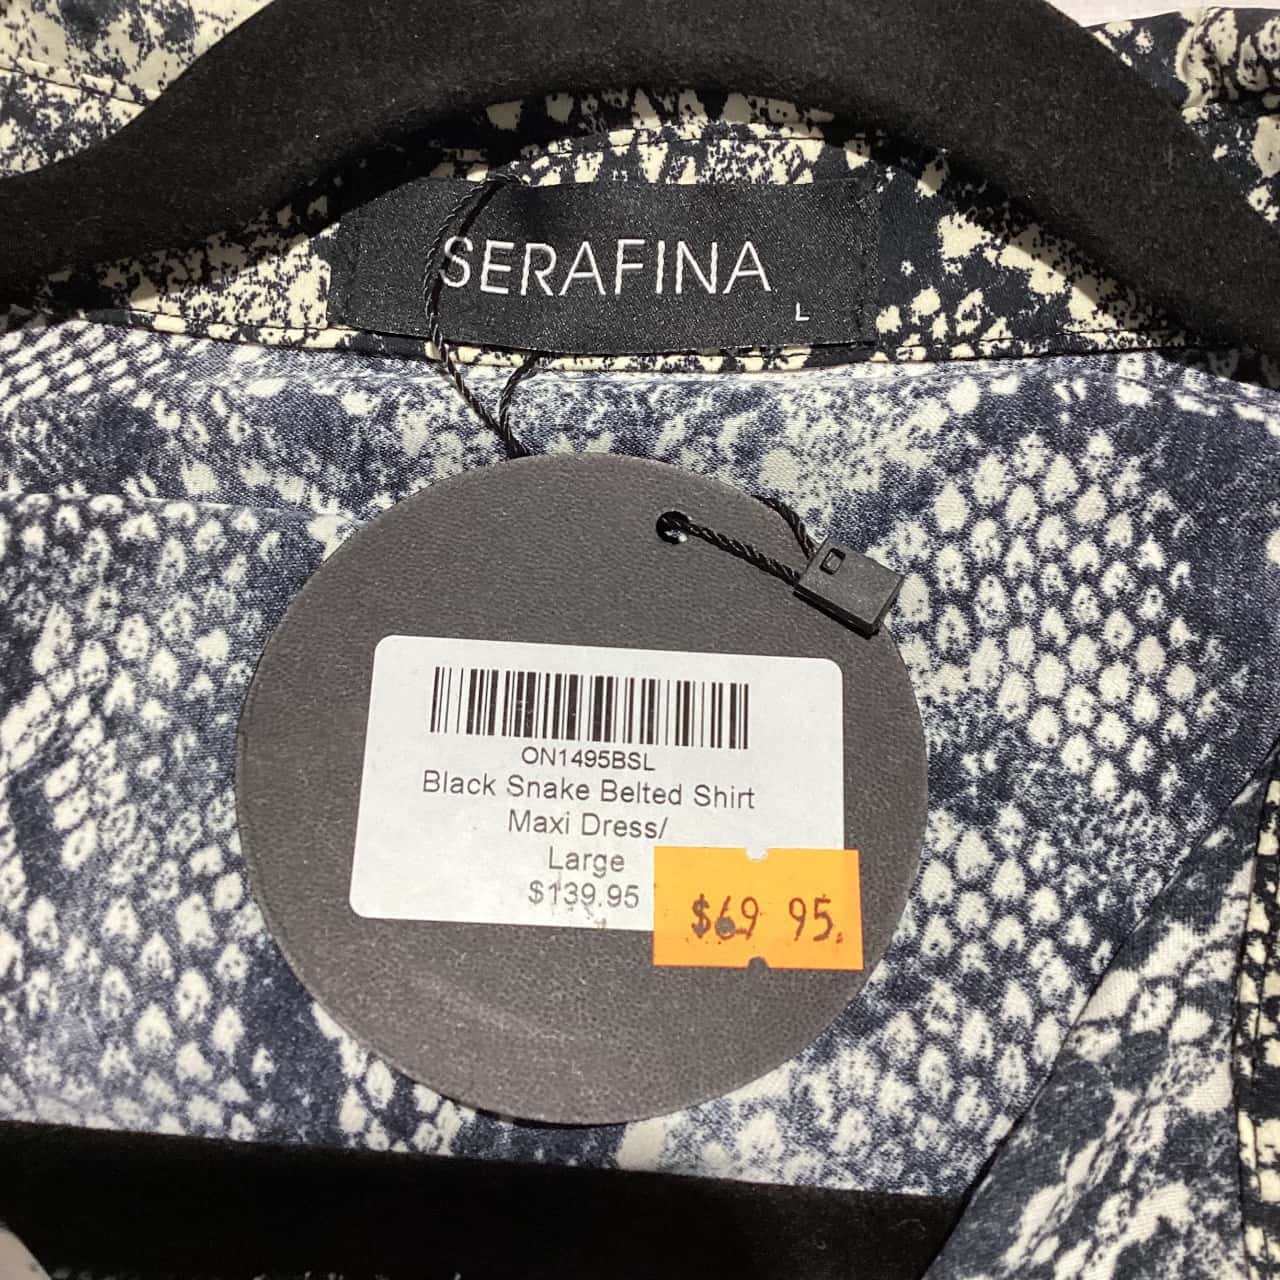 SERAFINA
L
ON1495BSL
Black Snake Belted Shirt
Maxi Dress/
Large
$139.95
$69 95.